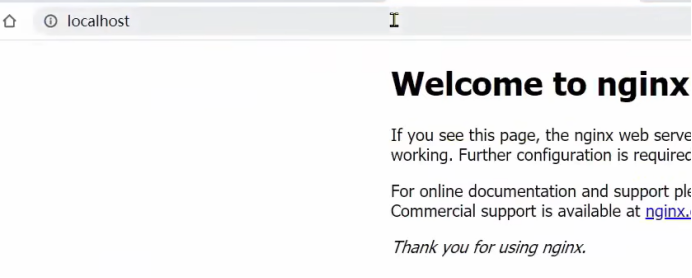 localhost
Welcome to nginx
If you see this page, the nginx web serve
working. Further configuration is required
For online documentation and support ple
Commercial support is available at nginx.
Thank you for using nginx.